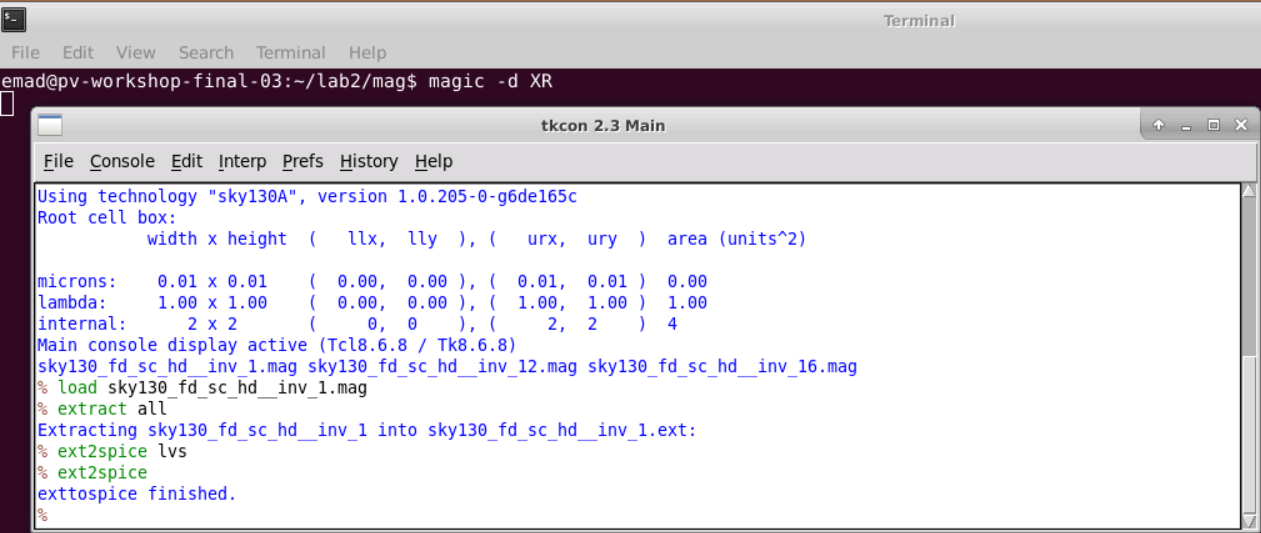 Terminal
File Edit View Search Terminal Help
emad@pv-workshop-final-03:~/lab2/mag$ magic -d XR
tkcon 2.3 Main
File Console Edit Interp Prefs History Help
Using technology "sky130A", version 1.0.205-0-g6de165c
Root cell box:
width x height ( llx, lly ), ( urx, ury ) area (units^2)
microns: 0.01 x 0.01 ( 0.00, 0.00 ), ( 0.01, 0.01 ) 0.00
lambda: 1.00 x 1.00 ( 0.00, 0.00 ), ( 1.00, 1.00 ) 1.00
internal: 2 x 2 ( 0, 0 ), ( 2, 2 ) 4
Main console display active (Tcl8.6.8 / Tk8.6.8)
sky130_fd_sc_hd__inv_1.mag sky130_fd_sc_hd__inv_12.mag sky130_fd_sc_hd__inv_16.mag
% load sky130_fd_sc_hd__inv_1.mag
% extract all
Extracting sky130_fd_sc_hd__inv_1 into sky130_fd_sc_hd__inv_1.ext:
% ext2spice lvs
% ext2spice
exttospice finished.
%